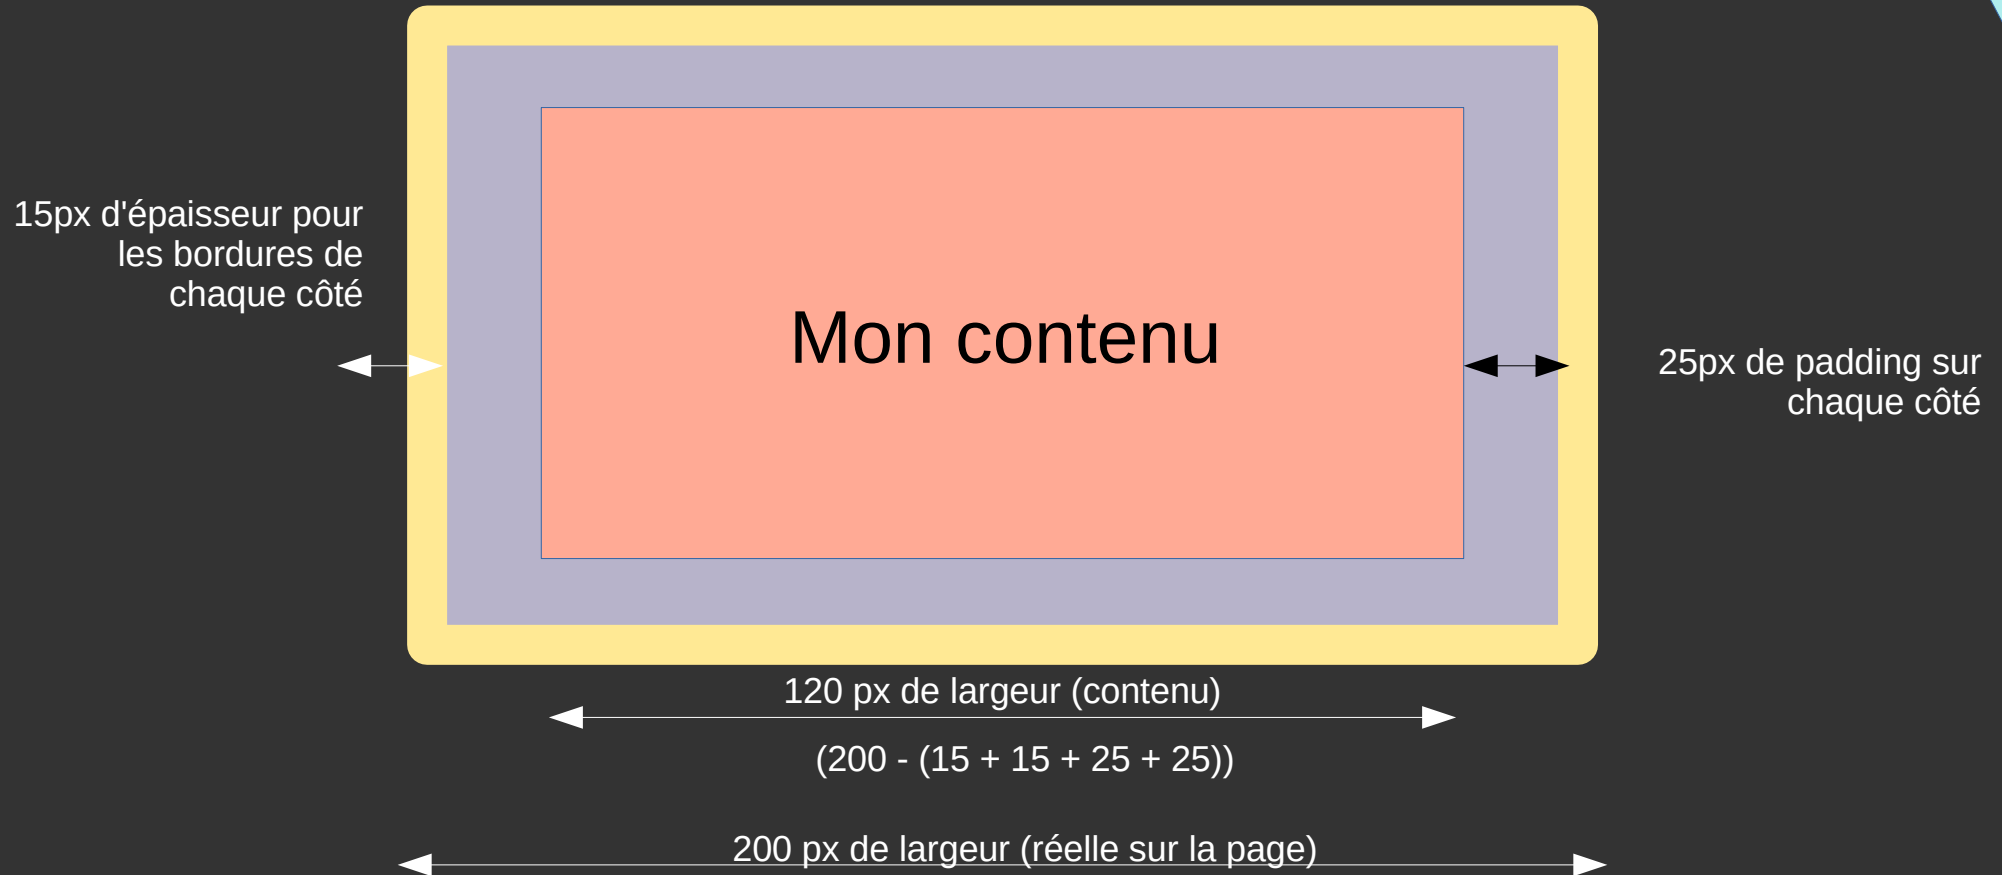 15px d'épaisseur pour
les bordures de
chaque côté
Mon contenu
25px de padding sur
chaque côté
120 px de largeur (contenu)
(200 - (15 + 15 + 25 + 25))
200 px de largeur (réelle sur la page)